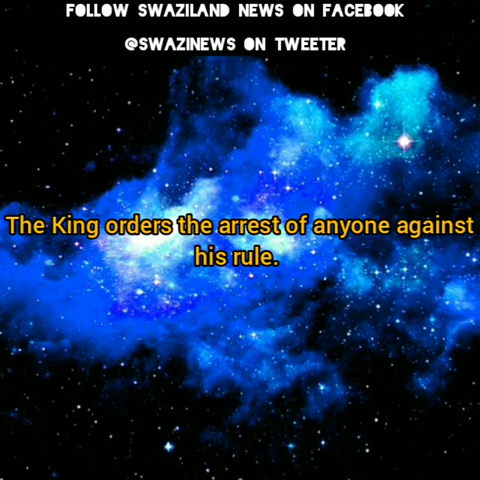 FOLLOW SWAZILAND NEWS ON FACEBOOK
@SWAZINEWS ON TWEETER
The King orders the arrest of anyone against
his rule.